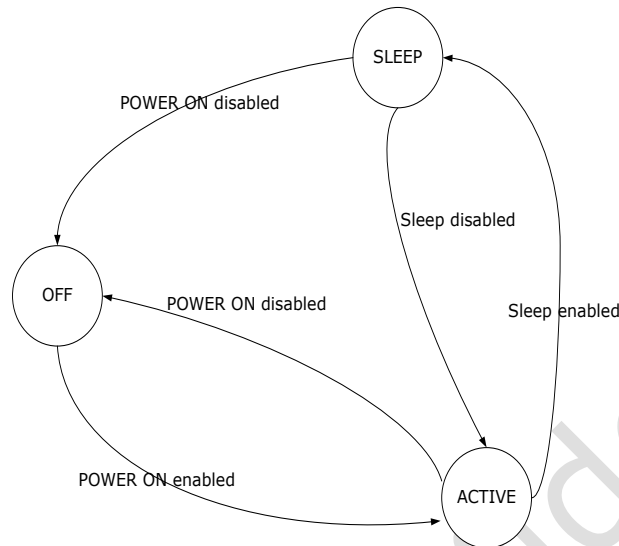 SLEEP
POWER ON disabled
Sleep disabled
OFF
POWER ON disabled
Sleep enabled
POWER ON enabled
ACTIVE